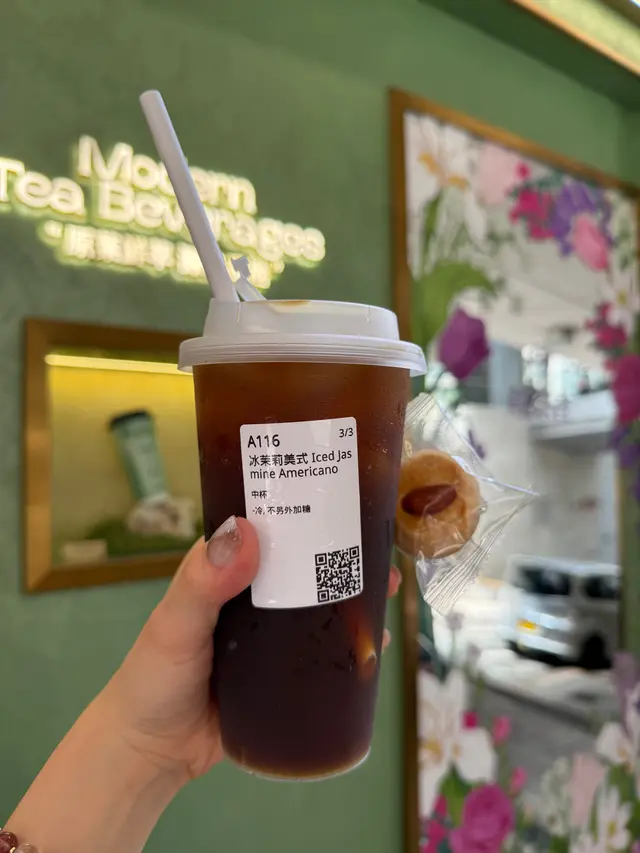 Modern
Tea Beverages
A116
3/3
冰茉莉美式 Iced Jas
mine Americano
中杯
-冷, 不另外加糖